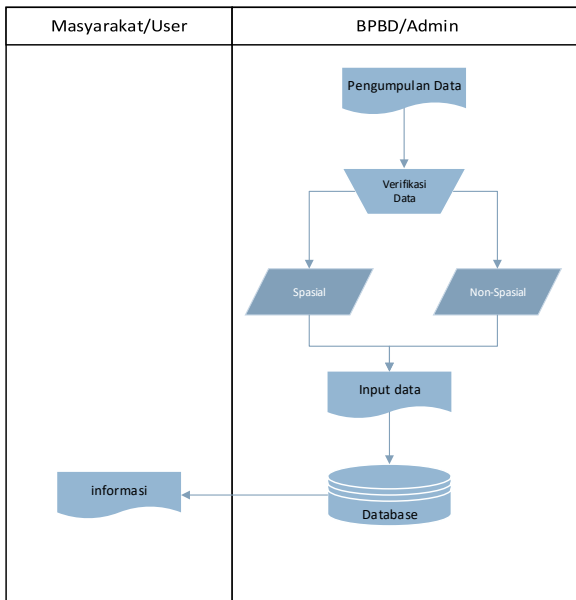 Masyarakat/User
BPBD/Admin
Pengumpulan Data
Verifikasi
Data
Spasial
Non-Spasial
Input data
informasi
Database